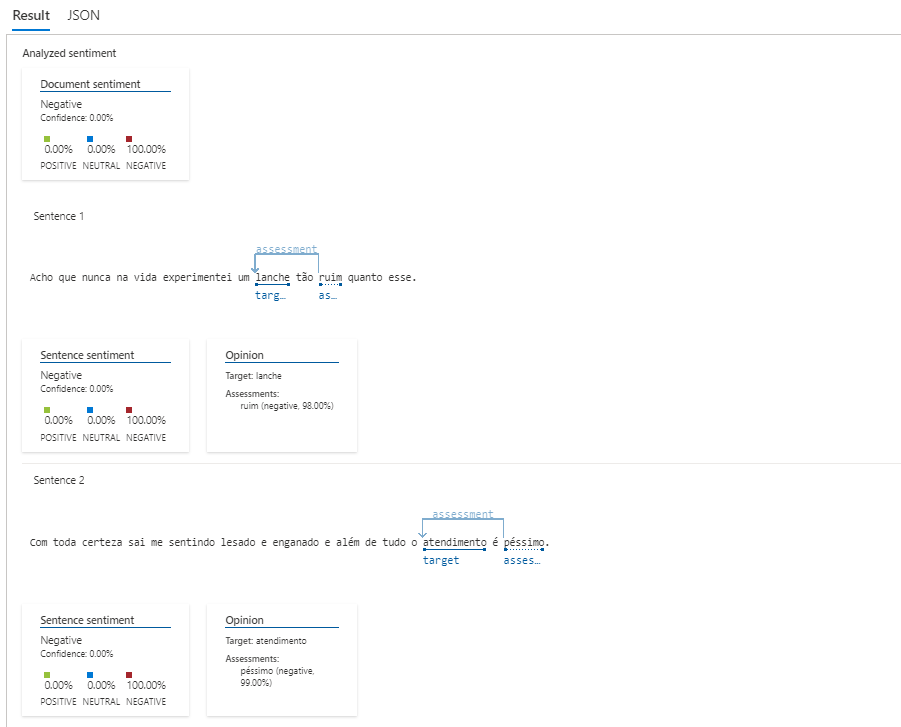 Result JSON
Analyzed sentiment
Document sentiment
Negative
Confidence: 0.00%
0.00% 0.00% 100.00%
POSITIVE NEUTRAL NEGATIVE
Sentence 1
assessment
Acho que nunca na vida experimentei um lanche tão ruim quanto esse.
targ... as...
Sentence sentiment
Negative
Confidence: 0.00%
0.00% 0.00% 100.00%
POSITIVE NEUTRAL NEGATIVE
Opinion
Target: lanche
Assessments:
ruim (negative, 98.00%)
Sentence 2
assessment
Com toda certeza sai me sentindo lesado e enganado e além de tudo o atendimento é péssimo.
target asses...
Sentence sentiment
Negative
Confidence: 0.00%
0.00% 0.00% 100.00%
POSITIVE NEUTRAL NEGATIVE
Opinion
Target: atendimento
Assessments:
péssimo (negative,
99.00%)